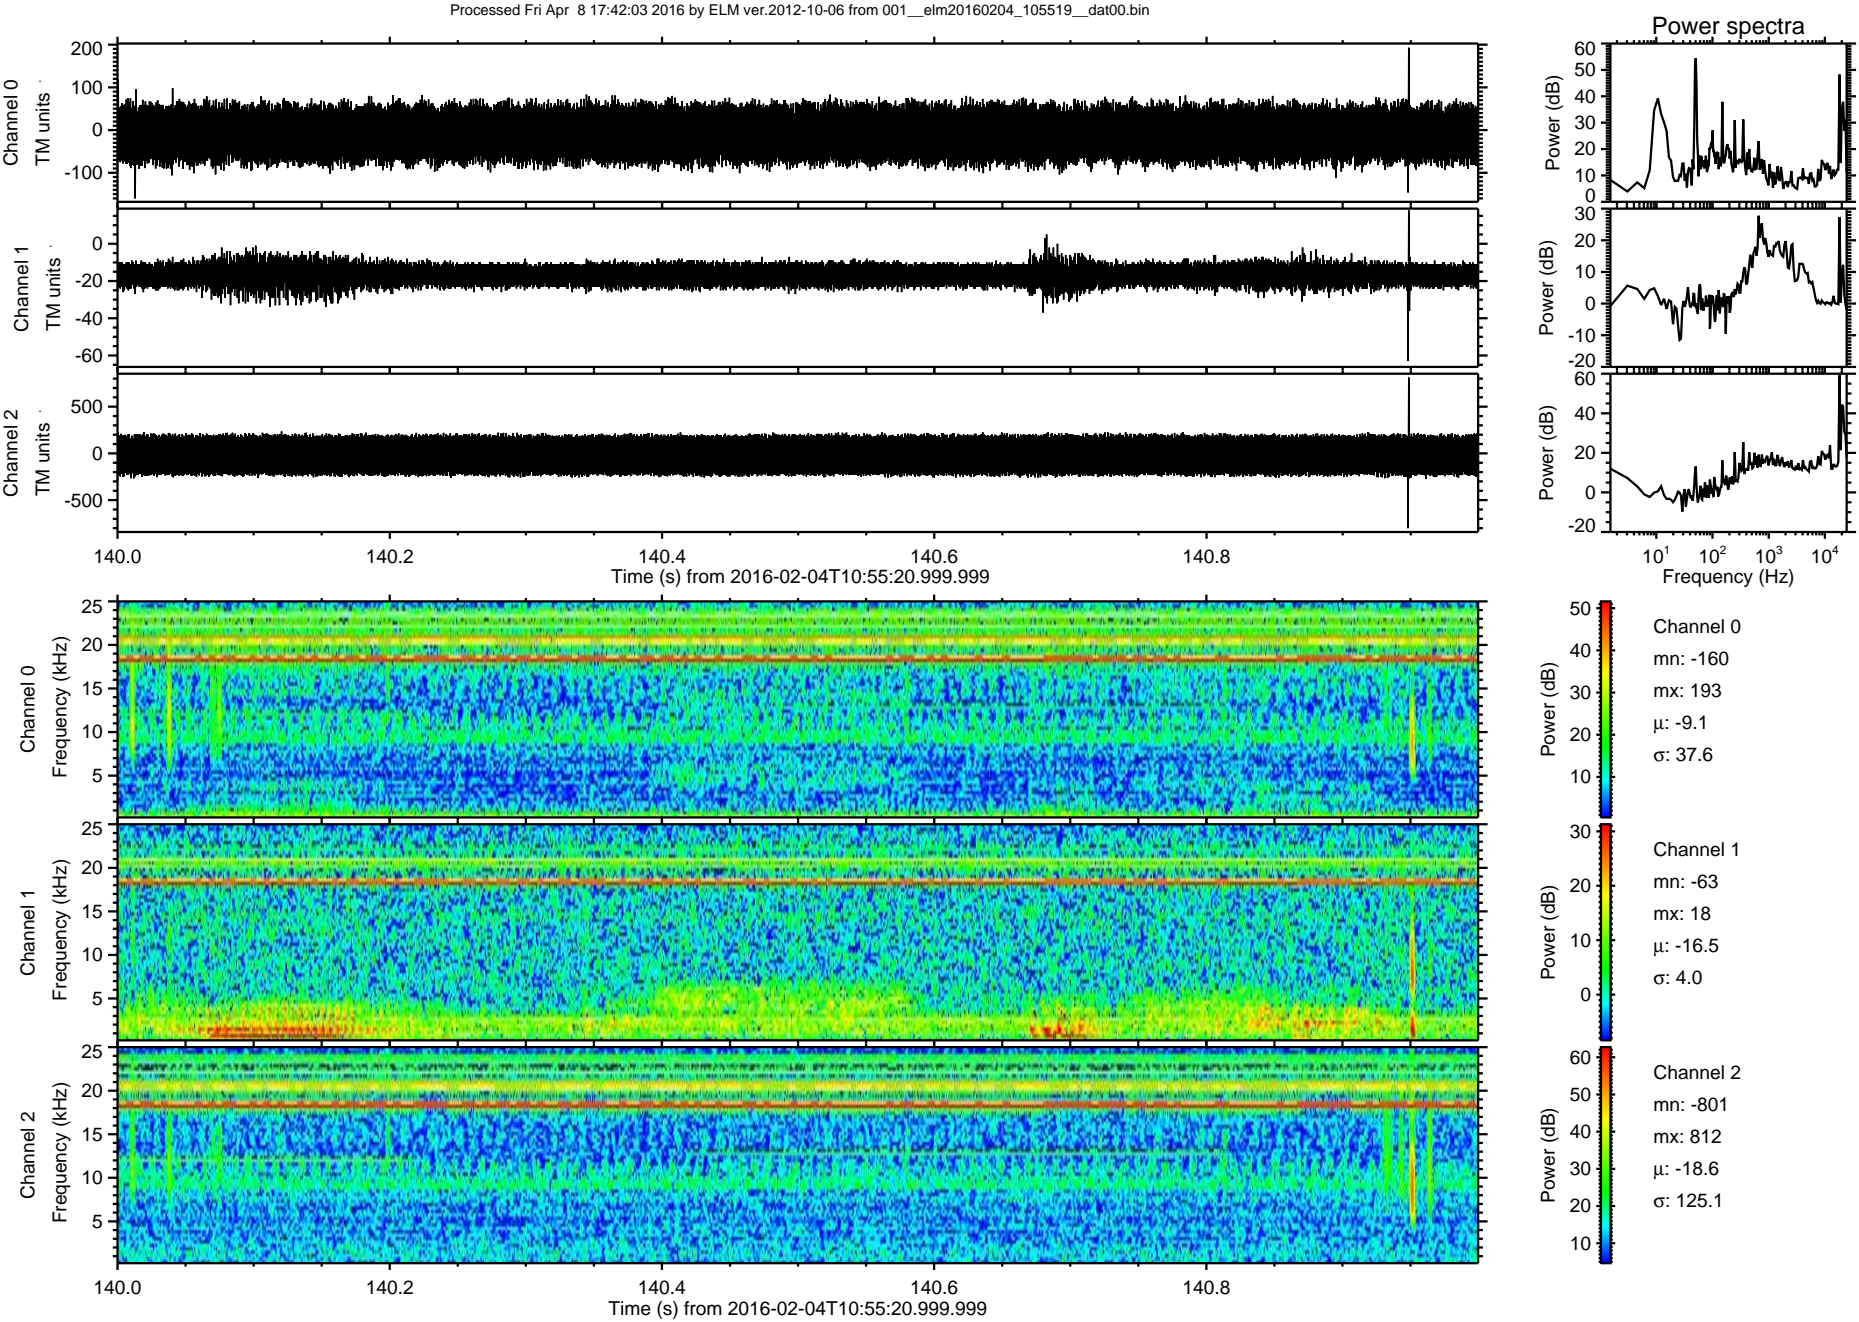 Processed Fri Apr  8 17:42:03 2016 by ELM ver.2012-10-06 from 001__elm20160204_105519__dat00.bin
Power spectra
Channel 0
TM units
200
100
0
-100
Power (dB)
60
50
40
30
20
10
0
Channel 1
TM units
0
-20
-40
-60
Power (dB)
30
20
10
0
-10
-20
Channel 2
TM units
500
0
-500
Power (dB)
60
40
20
0
-20
140.0 140.2 140.4 140.6 140.8
Time (s) from 2016-02-04T10:55:20.999.999
10^1 10^2 10^3 10^4
Frequency (Hz)
Channel 0
Frequency (kHz)
25
20
15
10
5
Power (dB)
50
40
30
20
10
Channel 0
mn: -160
mx: 193
μ: -9.1
σ: 37.6
Channel 1
Frequency (kHz)
25
20
15
10
5
Power (dB)
30
20
10
0
Channel 1
mn: -63
mx: 18
μ: -16.5
σ: 4.0
Channel 2
Frequency (kHz)
25
20
15
10
5
Power (dB)
60
50
40
30
20
10
Channel 2
mn: -801
mx: 812
μ: -18.6
σ: 125.1
140.0 140.2 140.4 140.6 140.8
Time (s) from 2016-02-04T10:55:20.999.999